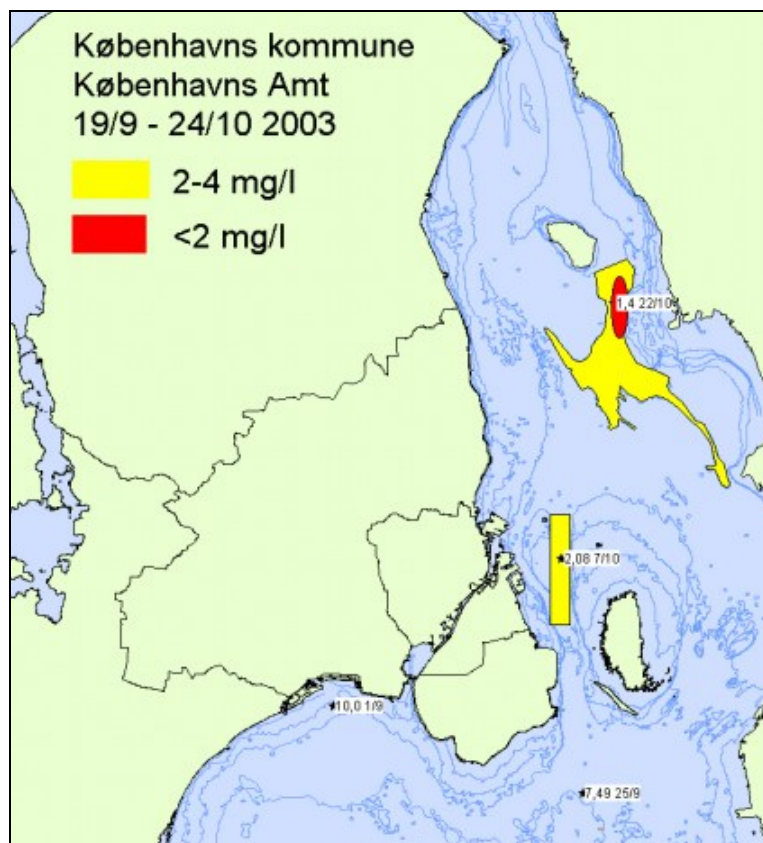 Københavns kommune
Københavns Amt
19/9 - 24/10 2003
2-4 mg/l
<2 mg/l
1,4 22/10
2,08 7/10
10,0 1/9
7,49 25/9